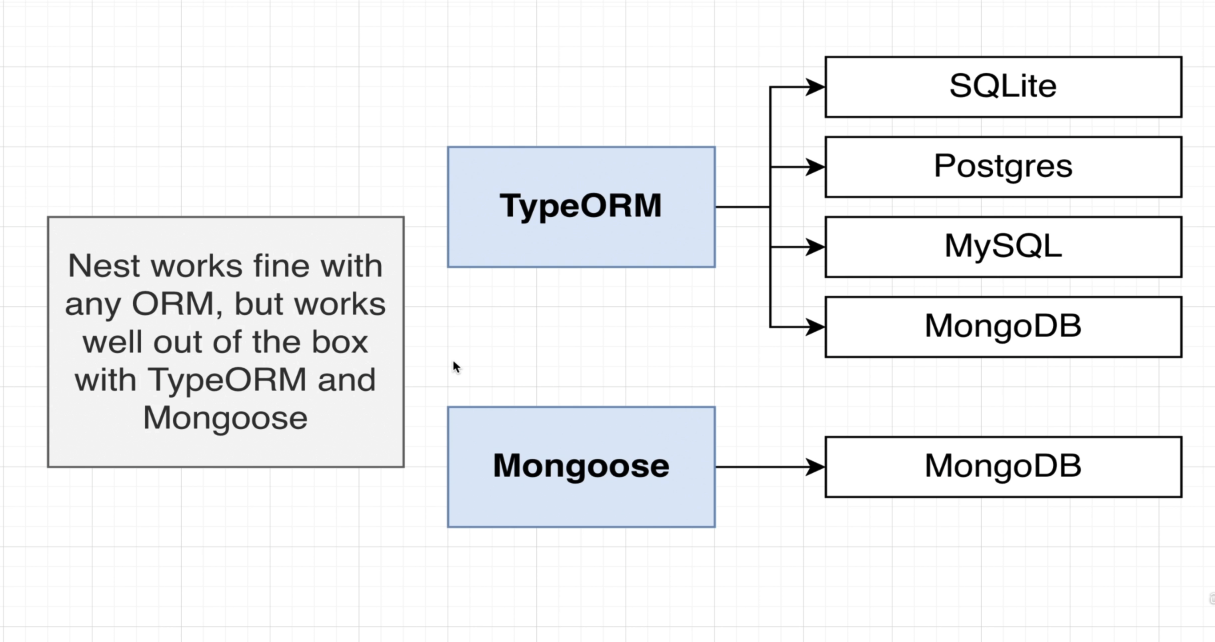 Nest works fine with
any ORM, but works
well out of the box
with TypeORM and
Mongoose
TypeORM
SQLite
Postgres
MySQL
MongoDB
Mongoose
MongoDB